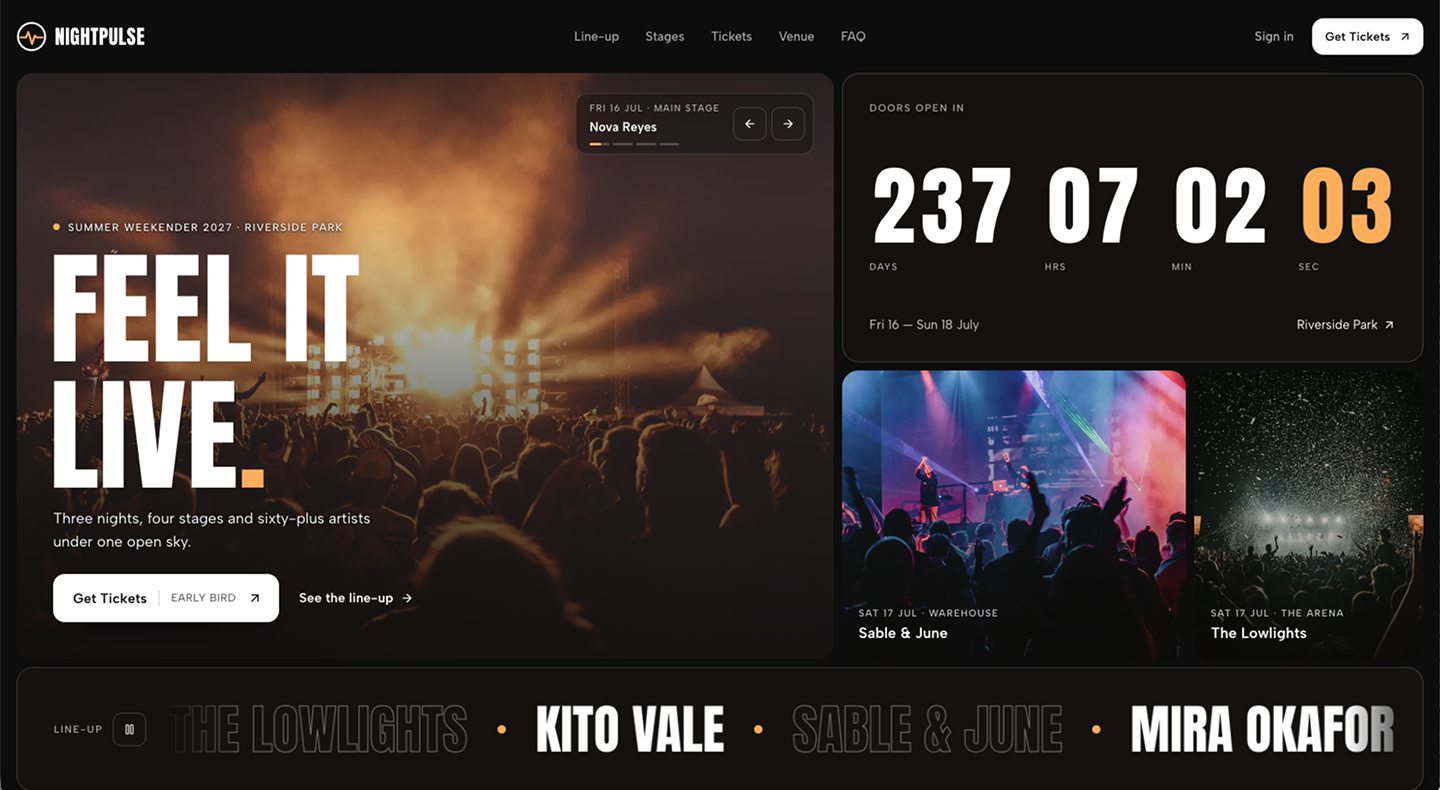 NIGHTPULSE
Line-up
Stages
Tickets
Venue
FAQ
Sign in
Get Tickets
FRI 16 JUL · MAIN STAGE
Nova Reyes
SUMMER WEEKENDER 2027 · RIVERSIDE PARK
FEEL IT
LIVE.
Three nights, four stages and sixty-plus artists
under one open sky.
Get Tickets
EARLY BIRD
See the line-up
DOORS OPEN IN
237 07 02 03
DAYS HRS MIN SEC
Fri 16 — Sun 18 July
Riverside Park
SAT 17 JUL · WAREHOUSE
Sable & June
SAT 17 JUL · THE ARENA
The Lowlights
LINE-UP
THE LOWLIGHTS • KITO VALE • SABLE & JUNE • MIRA OKAFOR